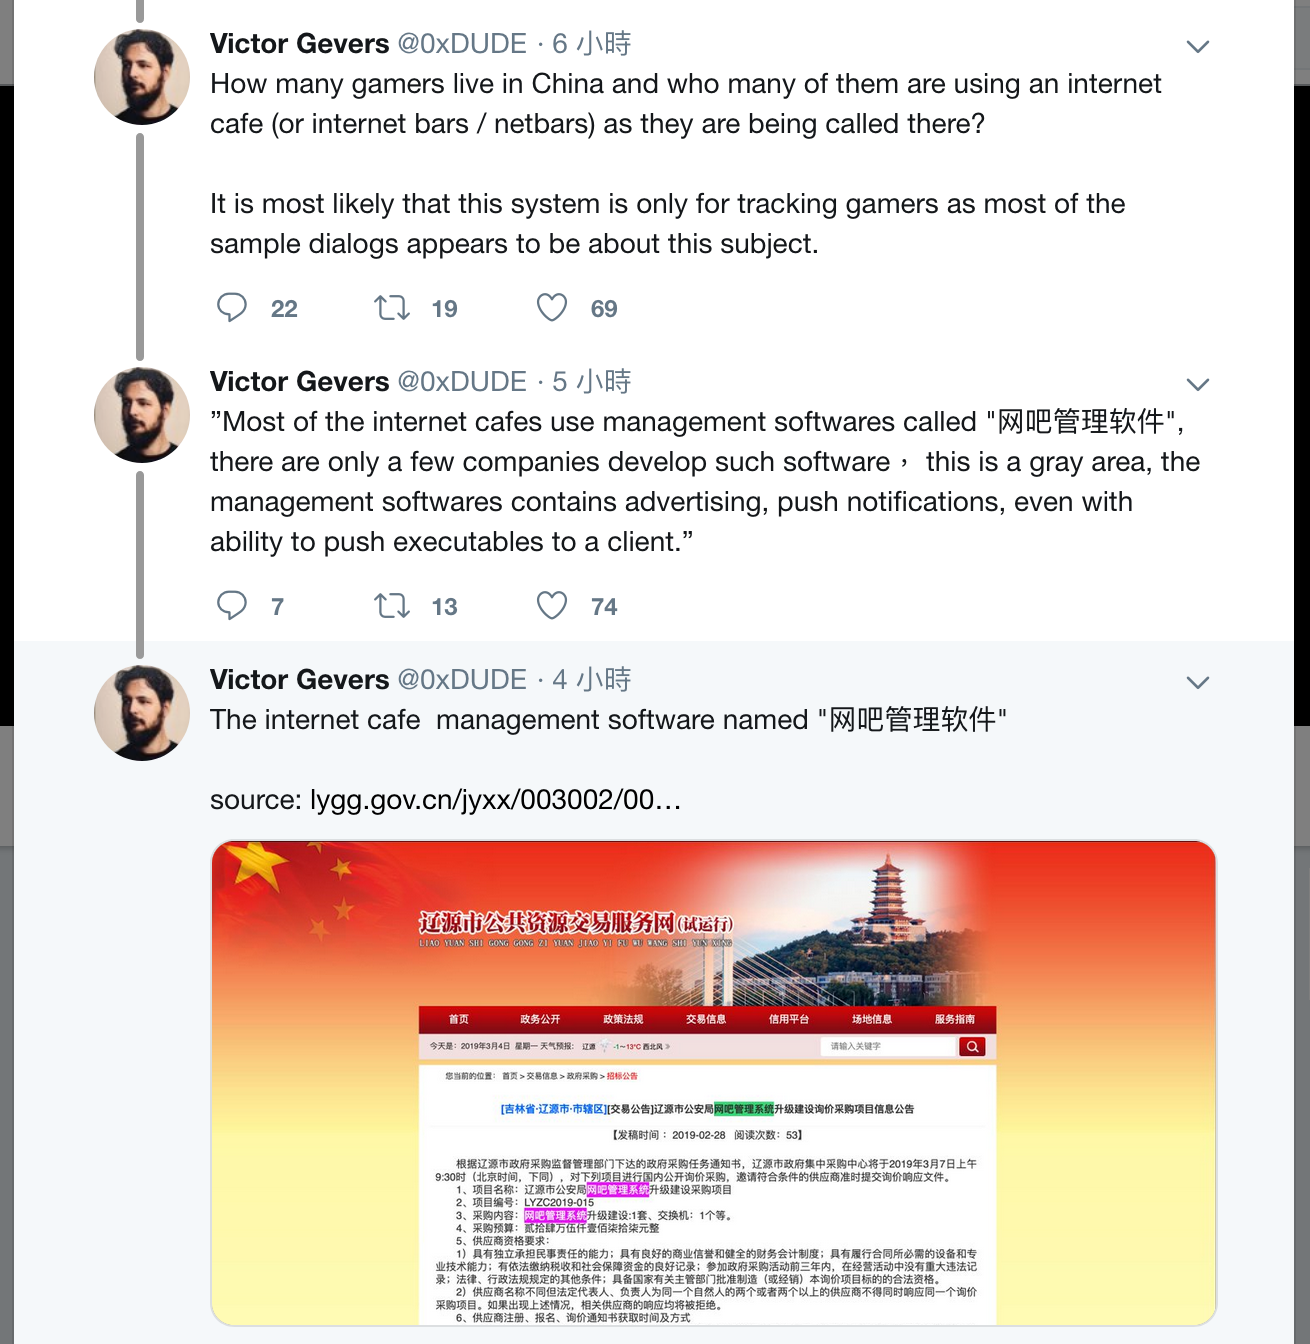 Victor Gevers @0xDUDE · 6 小時
How many gamers live in China and who many of them are using an internet
cafe (or internet bars / netbars) as they are being called there?
It is most likely that this system is only for tracking gamers as most of the
sample dialogs appears to be about this subject.
22 19 69
Victor Gevers @0xDUDE · 5 小時
”Most of the internet cafes use management softwares called "网吧管理软件",
there are only a few companies develop such software， this is a gray area, the
management softwares contains advertising, push notifications, even with
ability to push executables to a client.”
7 13 74
Victor Gevers @0xDUDE · 4 小時
The internet cafe  management software named "网吧管理软件"
source: lygg.gov.cn/jyxx/003002/00…
辽源市公共资源交易服务网(试运行)
LIAO YUAN SHI GONG GONG ZI YUAN JIAO YI FU WU WANG SHI YUN XING
首页 政务公开 政策法规 交易信息 信用平台 场地信息 服务指南
今天是：2019年3月4日 星期一 天气预报： 辽源 -1～13°C 西北风 请输入关键字
您当前的位置： 首页 > 交易信息 > 政府采购 > 招标公告
[吉林省·辽源市·市辖区][交易公告]辽源市公安局网吧管理系统升级建设询价采购项目信息公告
【发稿时间： 2019-02-28 阅读次数：53】
根据辽源市政府采购监督管理部门下达的政府采购任务通知书，辽源市政府集中采购中心将于2019年3月7日上午
9:30时（北京时间，下同），对下列项目进行国内公开询价采购，邀请符合条件的供应商准时提交询价响应文件。
1、项目名称：辽源市公安局网吧管理系统升级建设采购项目
2、项目编号：LYZC2019-015
3、采购内容：网吧管理系统升级建设:1套、交换机：1个等。
4、采购预算：贰拾肆万伍仟壹佰柒拾柒元整
5、供应商资格要求：
1）具有独立承担民事责任的能力；具有良好的商业信誉和健全的财务会计制度；具有履行合同所必需的设备和专
业技术能力；有依法缴纳税收和社会保障资金的良好记录；参加政府采购活动前三年内，在经营活动中没有重大违法记
录；法律、行政法规规定的其他条件；具备国家有关主管部门批准制造（或经销）本询价项目标的的合法资格。
2）供应商名称不同但法定代表人、负责人为同一个自然人的两个或者两个以上的供应商不得同时响应同一个询价
采购项目。如果出现上述情况，相关供应商的响应均将被拒绝。
6、供应商注册、报名、询价通知书获取时间及方式